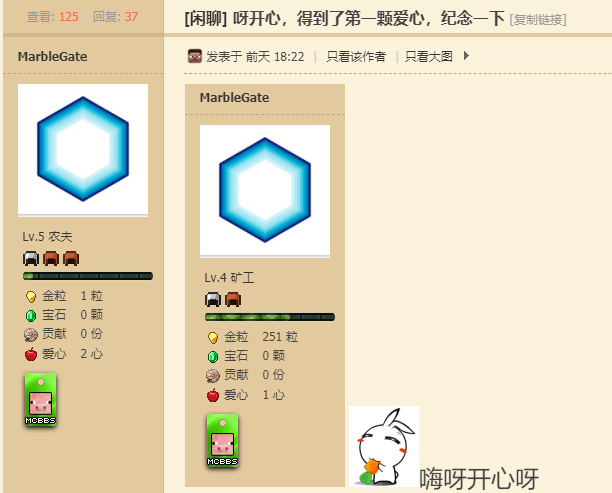 查看: 125 回复: 37
[闲聊] 呀开心，得到了第一颗爱心，纪念一下 [复制链接]
MarbleGate
发表于 前天 18:22 | 只看该作者 | 只看大图
Lv.5 农夫
金粒 1 粒
宝石 0 颗
贡献 0 份
爱心 2 心
MCBBS
MarbleGate
Lv.4 矿工
金粒 251 粒
宝石 0 颗
贡献 0 份
爱心 1 心
MCBBS
嗨呀开心呀